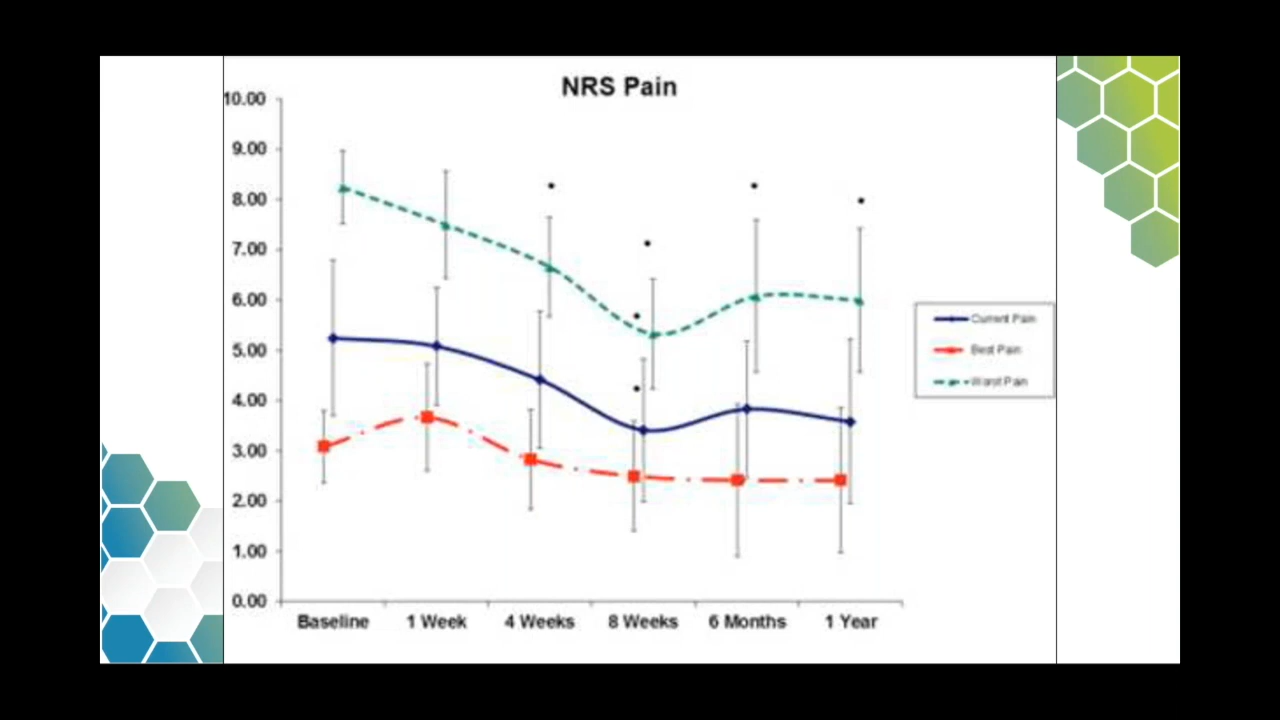 NRS Pain
10.00
9.00
8.00
7.00
6.00
5.00
4.00
3.00
2.00
1.00
0.00
Baseline 1 Week 4 Weeks 8 Weeks 6 Months 1 Year
Current Pain
Best Pain
Worst Pain